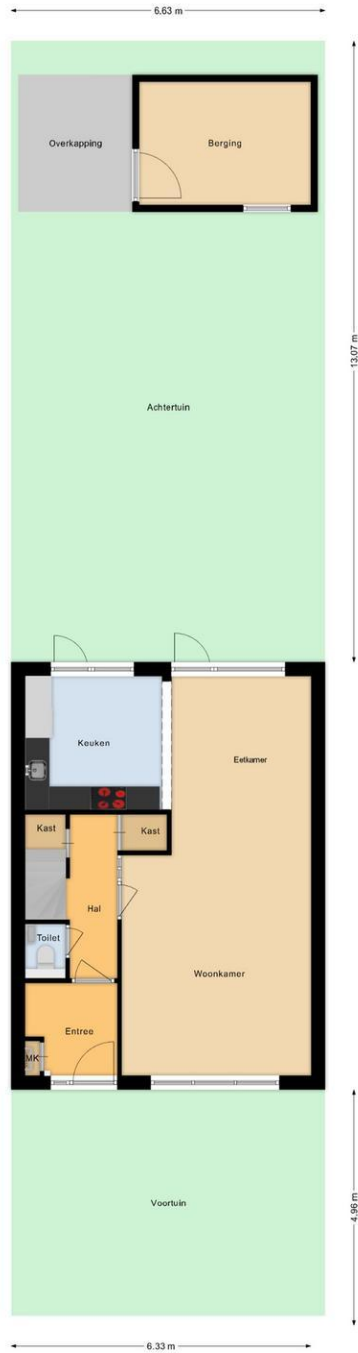 6.63 m
Overkapping
Berging
13.07 m
Achtertuin
Keuken
Eetkamer
Kast
Kast
Hal
Toilet
Woonkamer
Entree
MK
Voortuin
4.96 m
6.33 m